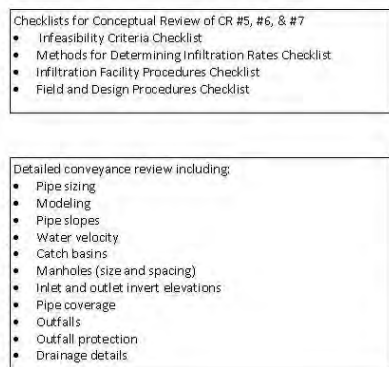 Checklists for Conceptual Review of CR #5, #6, & #7
• Infeasibility Criteria Checklist
• Methods for Determining Infiltration Rates Checklist
• Infiltration Facility Procedures Checklist
• Field and Design Procedures Checklist
Detailed conveyance review including:
• Pipe sizing
• Modeling
• Pipe slopes
• Water velocity
• Catch basins
• Manholes (size and spacing)
• Inlet and outlet invert elevations
• Pipe coverage
• Outfalls
• Outfall protection
• Drainage details